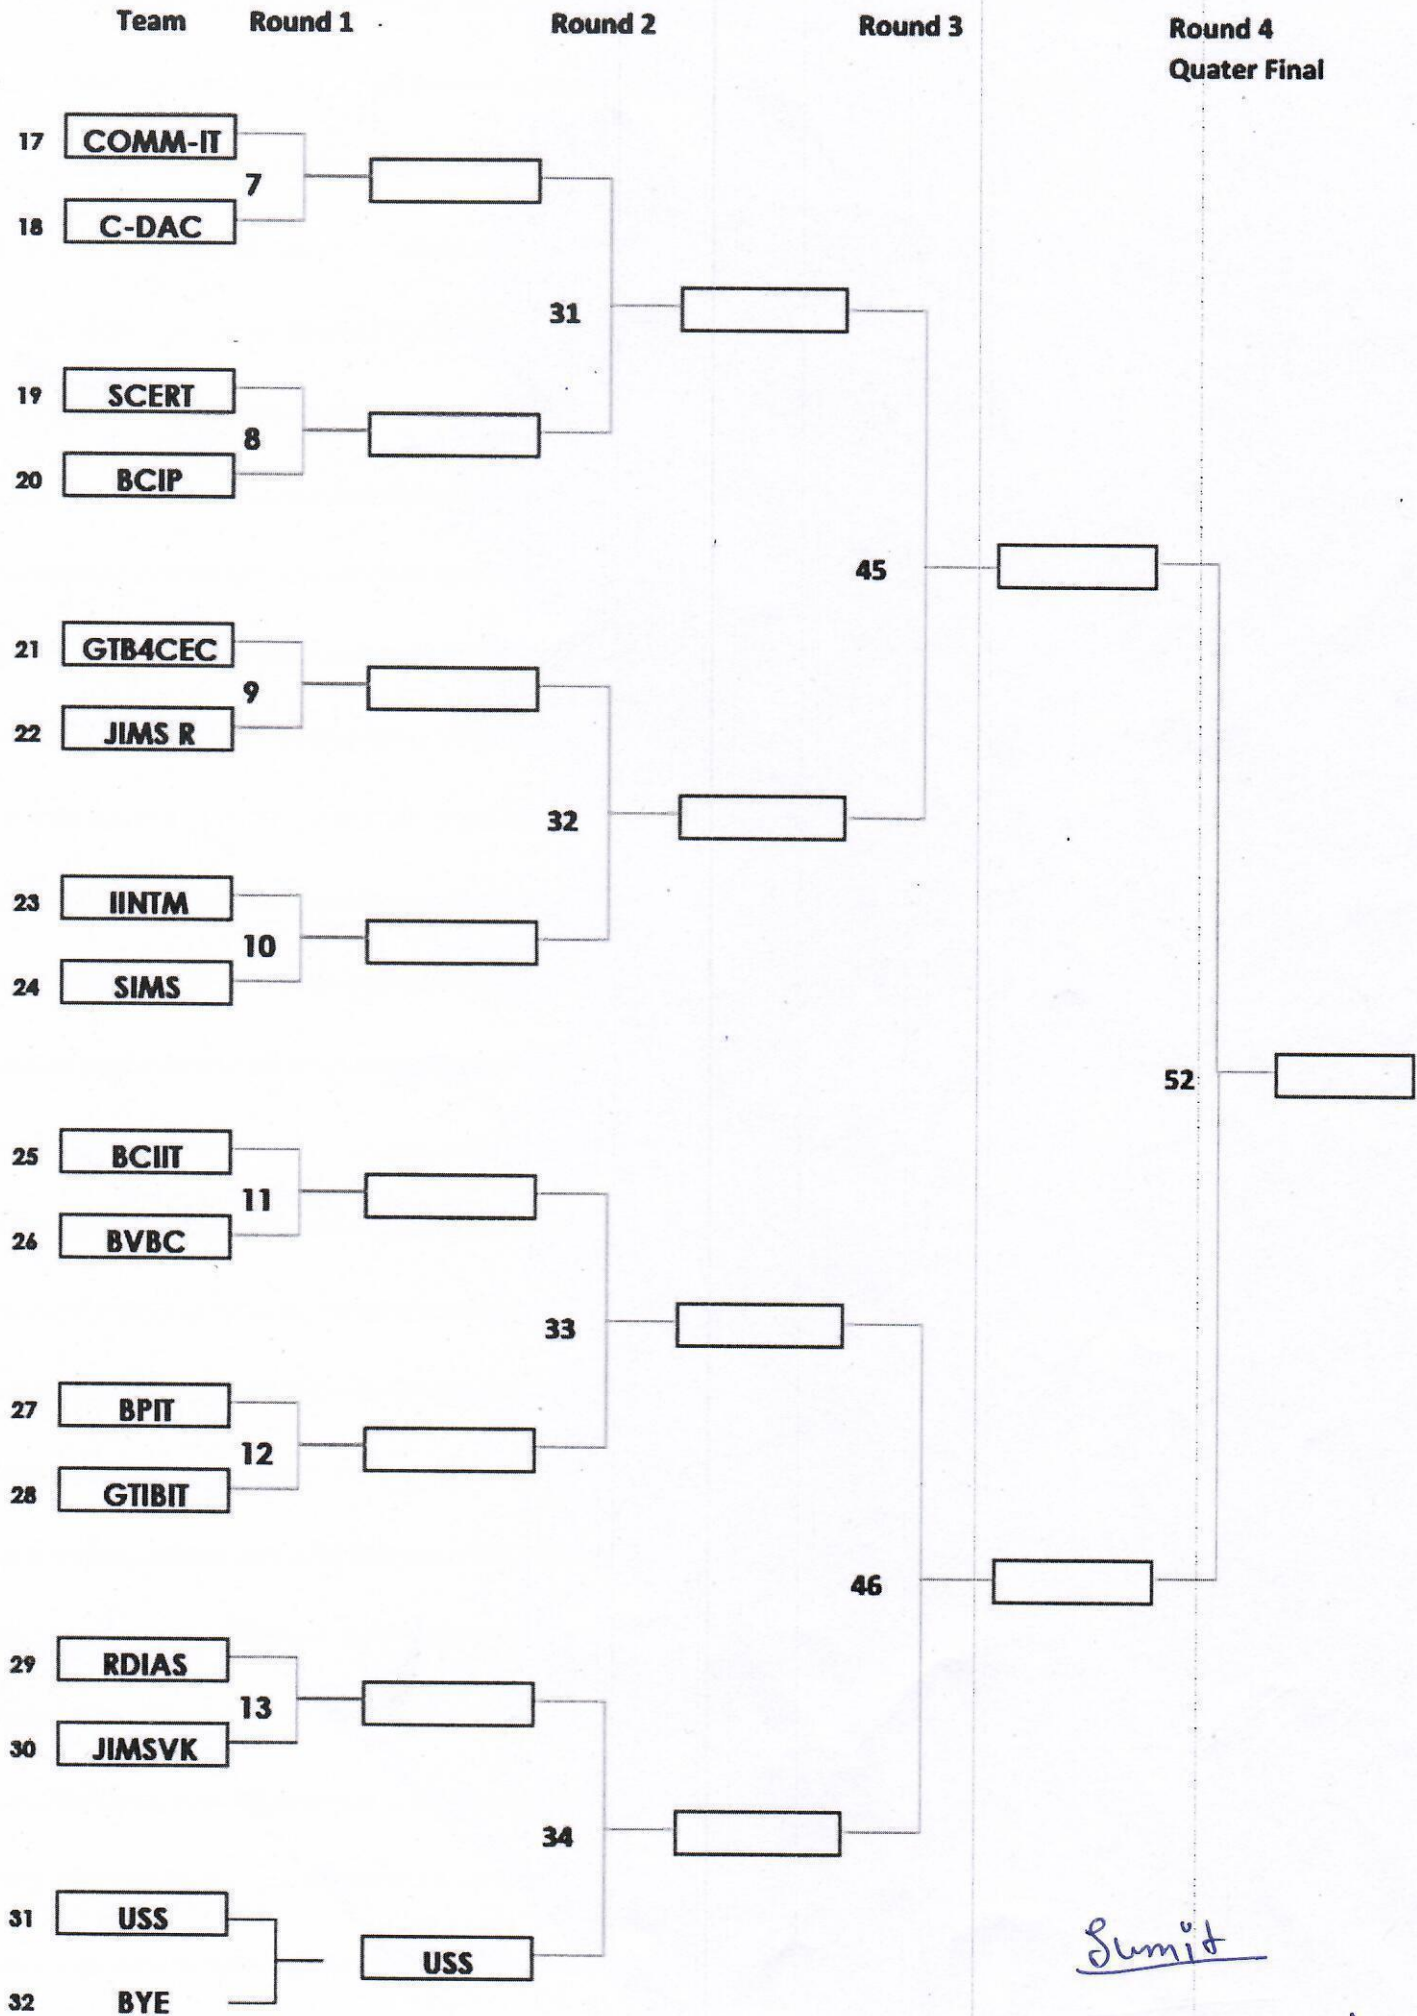 Team Round 1 Round 2 Round 3 Round 4
Quater Final
17 COMM-IT
7
18 C-DAC
31
19 SCERT
8
20 BCIP
45
21 GTB4CEC
9
22 JIMS R
32
23 IINTM
10
24 SIMS
52
25 BCIIT
11
26 BVBC
33
27 BPIT
12
28 GTIBIT
46
29 RDIAS
13
30 JIMSVK
34
31 USS
USS
Sumit
32 BYE